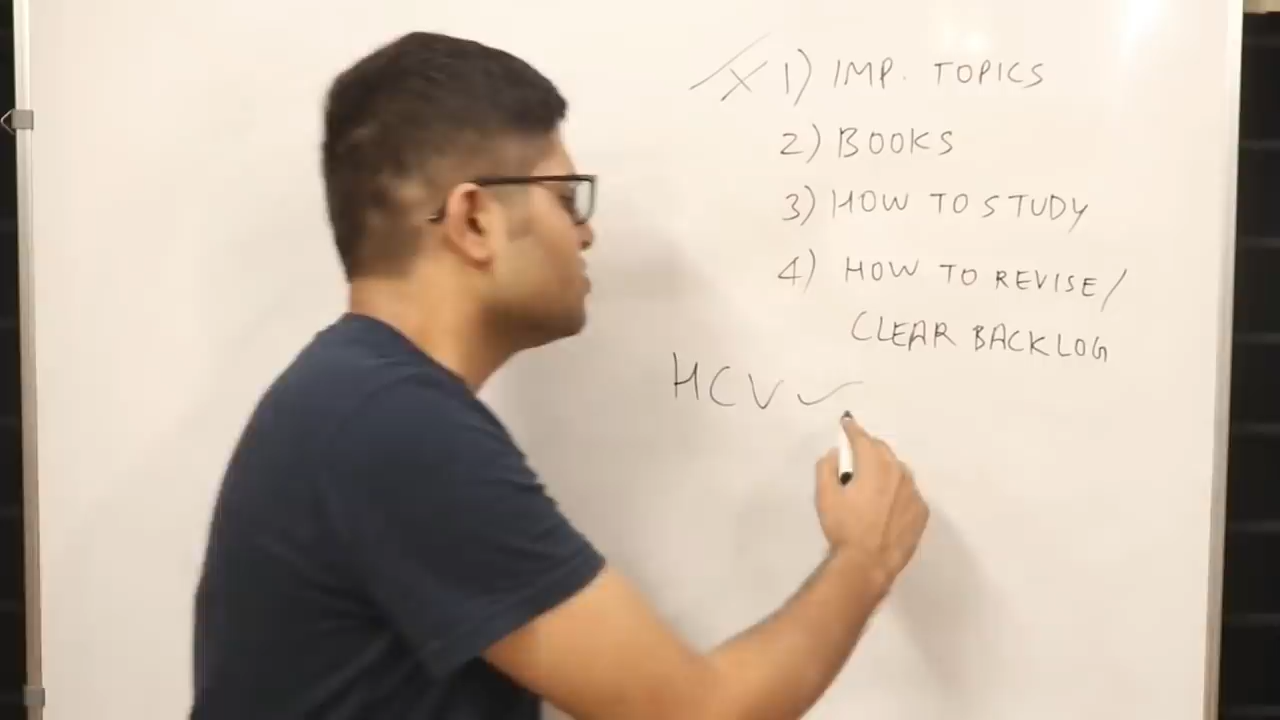 X 1) IMP. TOPICS
2) BOOKS
3) HOW TO STUDY
4) HOW TO REVISE/
CLEAR BACKLOG
HCV ✓